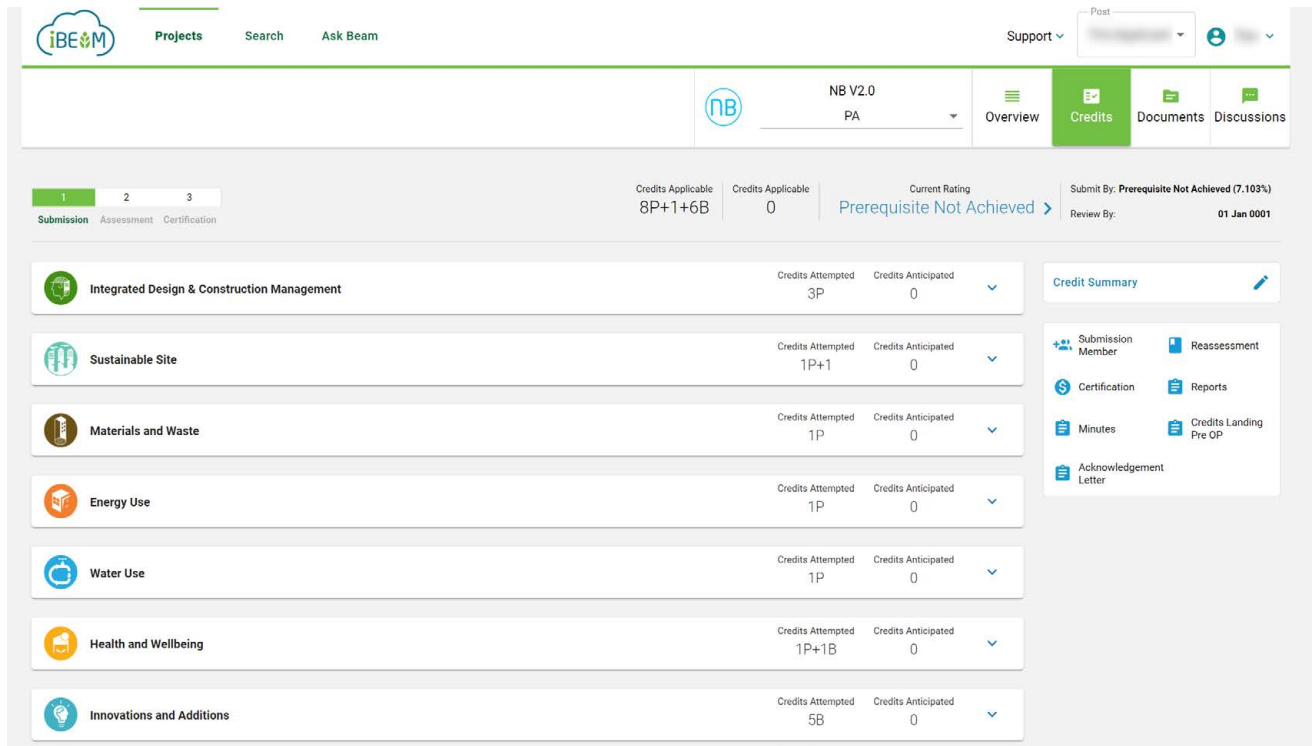 iBEAM
Projects
Search
Ask Beam
Support
Post
NB
NB V2.0
PA
Overview
Credits
Documents
Discussions
1
2
3
Submission
Assessment
Certification
Credits Applicable
8P+1+6B
Credits Applicable
0
Current Rating
Prerequisite Not Achieved
Submit By: Prerequisite Not Achieved (7.103%)
Review By: 01 Jan 0001
Integrated Design & Construction Management
Credits Attempted
3P
Credits Anticipated
0
Sustainable Site
Credits Attempted
1P+1
Credits Anticipated
0
Materials and Waste
Credits Attempted
1P
Credits Anticipated
0
Energy Use
Credits Attempted
1P
Credits Anticipated
0
Water Use
Credits Attempted
1P
Credits Anticipated
0
Health and Wellbeing
Credits Attempted
1P+1B
Credits Anticipated
0
Innovations and Additions
Credits Attempted
5B
Credits Anticipated
0
Credit Summary
Submission
Member
Reassessment
Certification
Reports
Minutes
Credits Landing
Pre OP
Acknowledgement
Letter